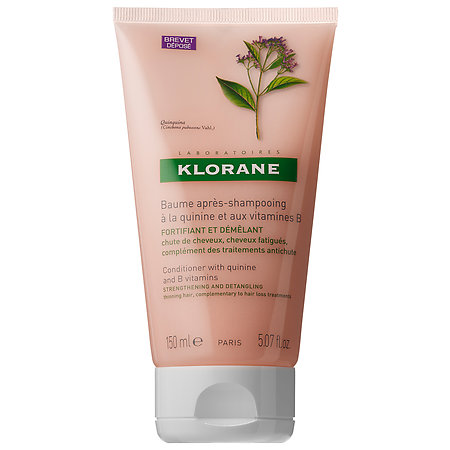 BREVET
DÉPOSÉ
Quinquina
(Cinchona pubescens Vahl.)
LABORATOIRES
KLORANE
Baume après-shampooing
à la quinine et aux vitamines B
FORTIFIANT ET DÉMÊLANT
chute de cheveux, cheveux fatigués,
complément des traitements antichute
Conditioner with quinine
and B vitamins
STRENGTHENING AND DETANGLING
thinning hair, complementary to hair loss treatments
150 ml e PARIS 5.07 fl.oz.